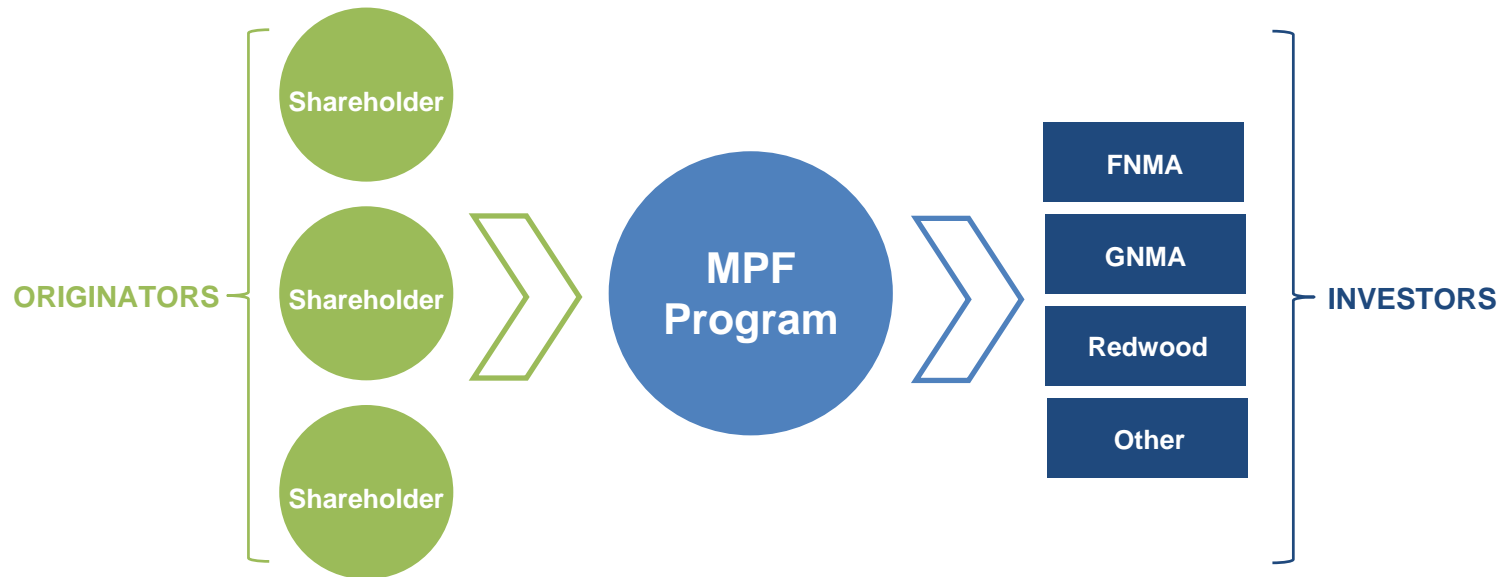 ORIGINATORS
Shareholder
Shareholder
Shareholder
MPF
Program
FNMA
GNMA
Redwood
Other
INVESTORS